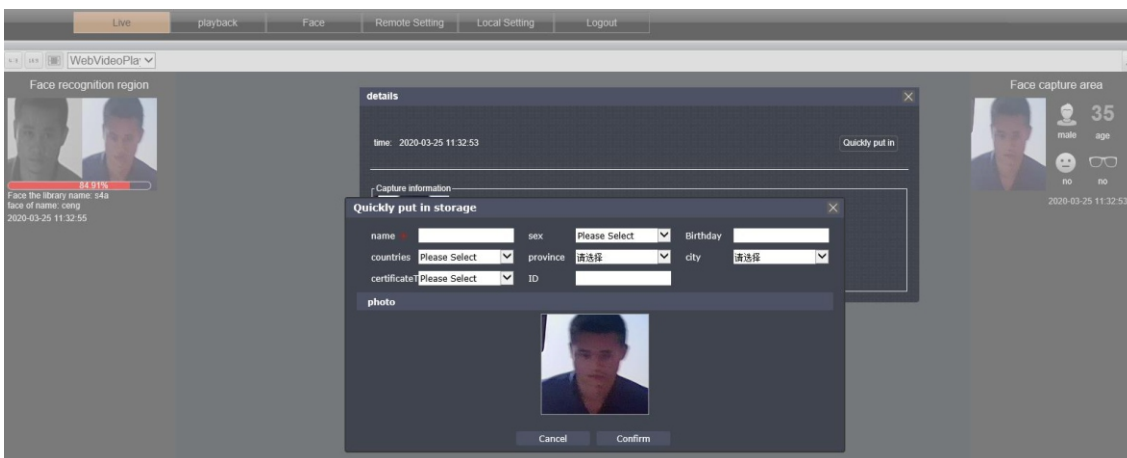 Live playback Face Remote Setting Local Setting Logout
WebVideoPla
Face recognition region
84.91%
Face the library name: s4a
face of name: ceng
2020-03-25 11:32:55
details
time: 2020-03-25 11:32:53
Quickly put in
Capture information
Quickly put in storage
name
sex Please Select
Birthday
countries Please Select
province 请选择
city 请选择
certificateT Please Select
ID
photo
Cancel Confirm
Face capture area
male 35 age
no no
2020-03-25 11:32:53